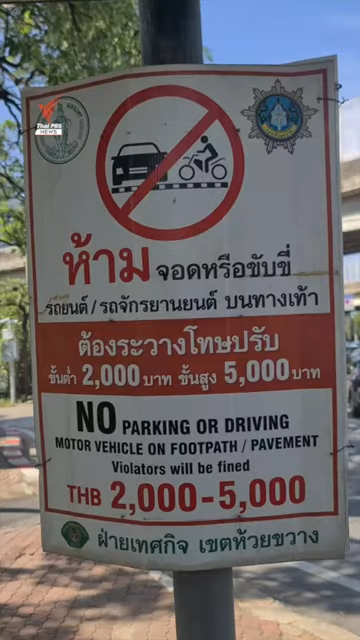 Thai PBS
NEWS
ห้าม จอดหรือขับขี่
รถยนต์ / รถจักรยานยนต์ บนทางเท้า
ต้องระวางโทษปรับ
ขั้นต่ำ 2,000 บาท ขั้นสูง 5,000 บาท
NO PARKING OR DRIVING
MOTOR VEHICLE ON FOOTPATH / PAVEMENT
Violators will be fined
THB 2,000-5,000
ฝ่ายเทศกิจ เขตห้วยขวาง